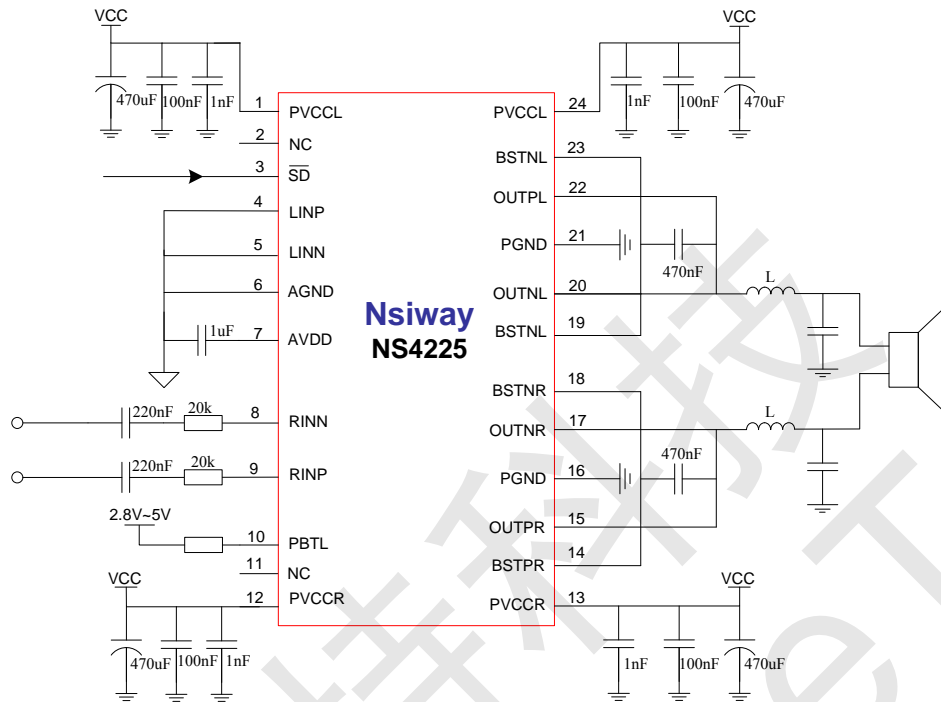 VCC
470uF
100nF
1nF
1
PVCCL
2
NC
3
SD
4
LINP
5
LINN
6
AGND
1uF
7
AVDD
220nF
20k
8
RINN
220nF
20k
9
RINP
2.8V~5V
10
PBTL
11
NC
VCC
12
PVCCR
470uF
100nF
1nF
Nsiway
NS4225
VCC
1nF
100nF
470uF
PVCCL
24
BSTNL
23
OUTPL
22
PGND
21
470nF
OUTNL
20
L
BSTNL
19
BSTNR
18
OUTNR
17
L
PGND
16
470nF
OUTPR
15
BSTPR
14
PVCCR
13
VCC
1nF
100nF
470uF
特科技
e T